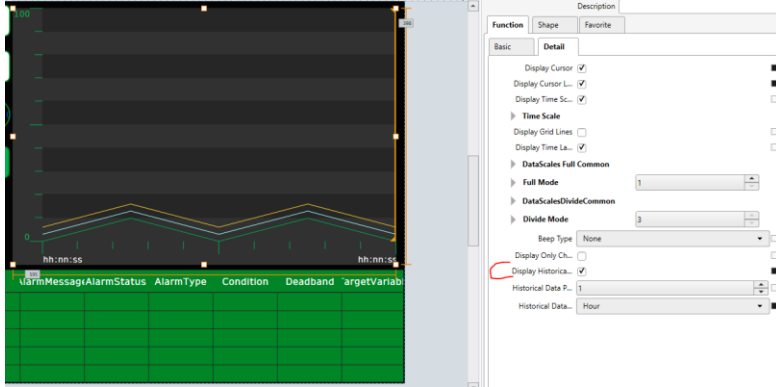 Description
100
Function Shape Favorite
Basic Detail
Display Cursor
Display Cursor L...
Display Time Sc...
Time Scale
Display Grid Lines
Display Time La...
DataScales Full Common
Full Mode 1
DataScalesDivideCommon
Divide Mode 3
Beep Type None
Display Only Ch...
Display Historica...
Historical Data P... 1
Historical Data... Hour
0
hh:nn:ss hh:nn:ss
larmMessage AlarmStatus AlarmType Condition Deadband TargetVariabl